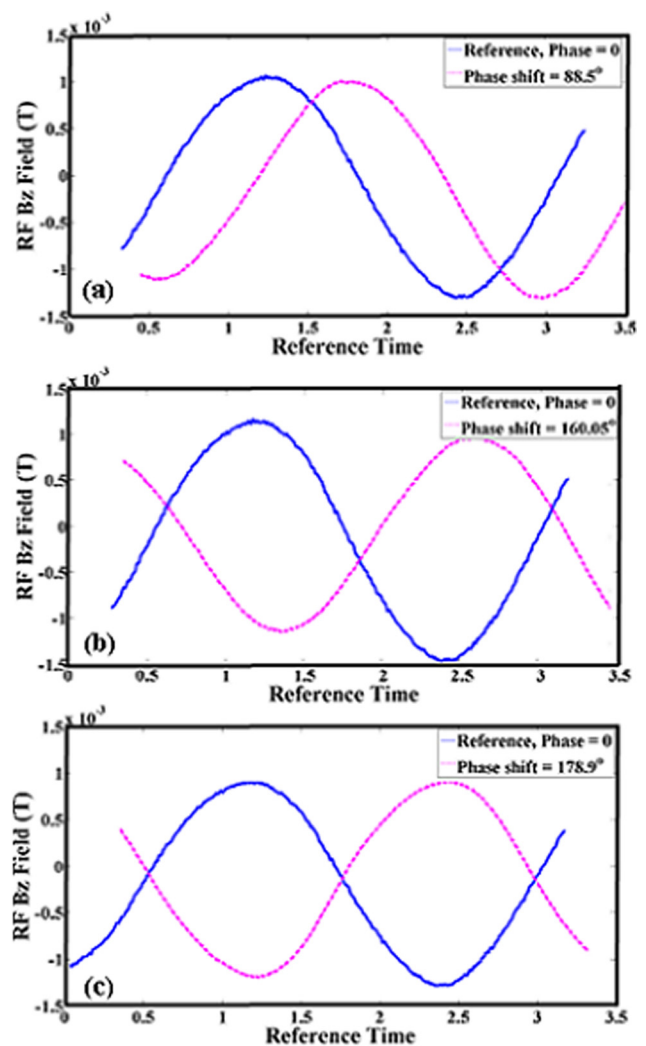 1.5 x 10⁻³
Reference, Phase = 0
Phase shift = 88.5°
1
0.5
0
-0.5
-1
-1.5
RF Bz Field (T)
(a)
0 0.5 1 1.5 2 2.5 3 3.5
Reference Time
1.5 x 10⁻³
Reference, Phase = 0
Phase shift = 160.05°
1
0.5
0
-0.5
-1
-1.5
RF Bz Field (T)
(b)
0 0.5 1 1.5 2 2.5 3 3.5
Reference Time
1.5 x 10⁻³
Reference, Phase = 0
Phase shift = 178.9°
1
0.5
0
-0.5
-1
-1.5
RF Bz Field (T)
(c)
0 0.5 1 1.5 2 2.5 3 3.5
Reference Time